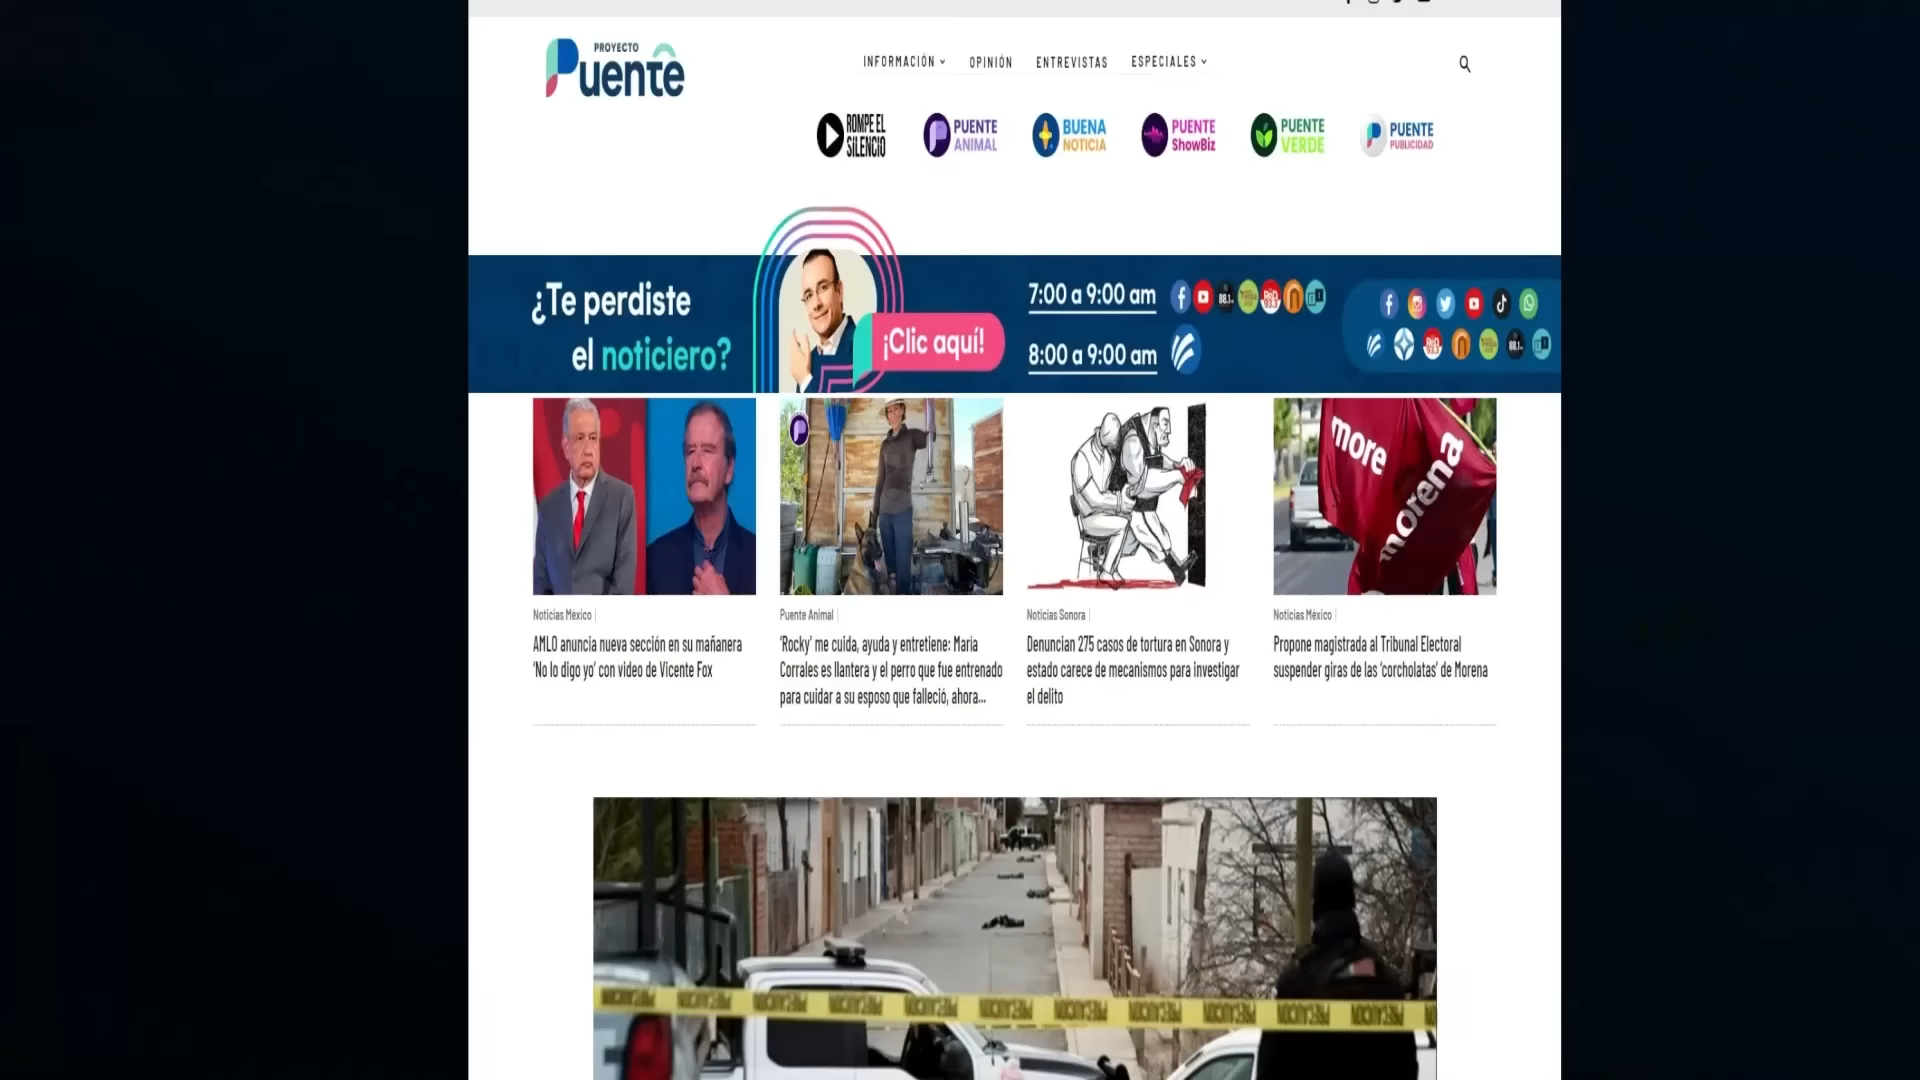 PROYECTO
Puente
INFORMACIÓN
OPINIÓN
ENTREVISTAS
ESPECIALES
ROMPE EL
SILENCIO
PUENTE
ANIMAL
BUENA
NOTICIA
PUENTE
ShowBiz
PUENTE
VERDE
PUENTE
PUBLICIDAD
¿Te perdiste
el noticiero?
¡Clic aquí!
7:00 a 9:00 am
8:00 a 9:00 am
more
morena
Noticias México
AMLO anuncia nueva sección en su mañanera
'No lo digo yo' con video de Vicente Fox
Puente Animal
'Rocky' me cuida, ayuda y entretiene: María
Corrales es llantera y el perro que fue entrenado
para cuidar a su esposo que falleció, ahora...
Noticias Sonora
Denuncian 275 casos de tortura en Sonora y
estado carece de mecanismos para investigar
el delito
Noticias México
Propone magistrada al Tribunal Electoral
suspender giras de las 'corcholatas' de Morena